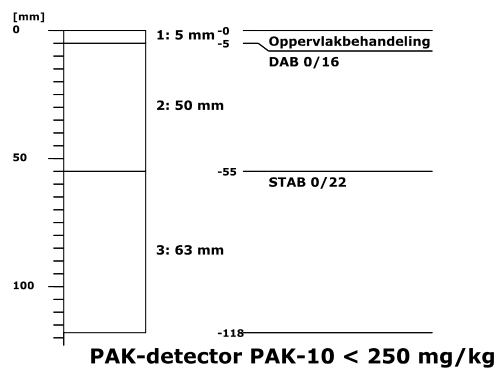 [mm]
0
1: 5 mm
-0
-5
Oppervlakbehandeling
DAB 0/16
2: 50 mm
50
-55
STAB 0/22
3: 63 mm
100
-118
PAK-detector PAK-10 < 250 mg/kg